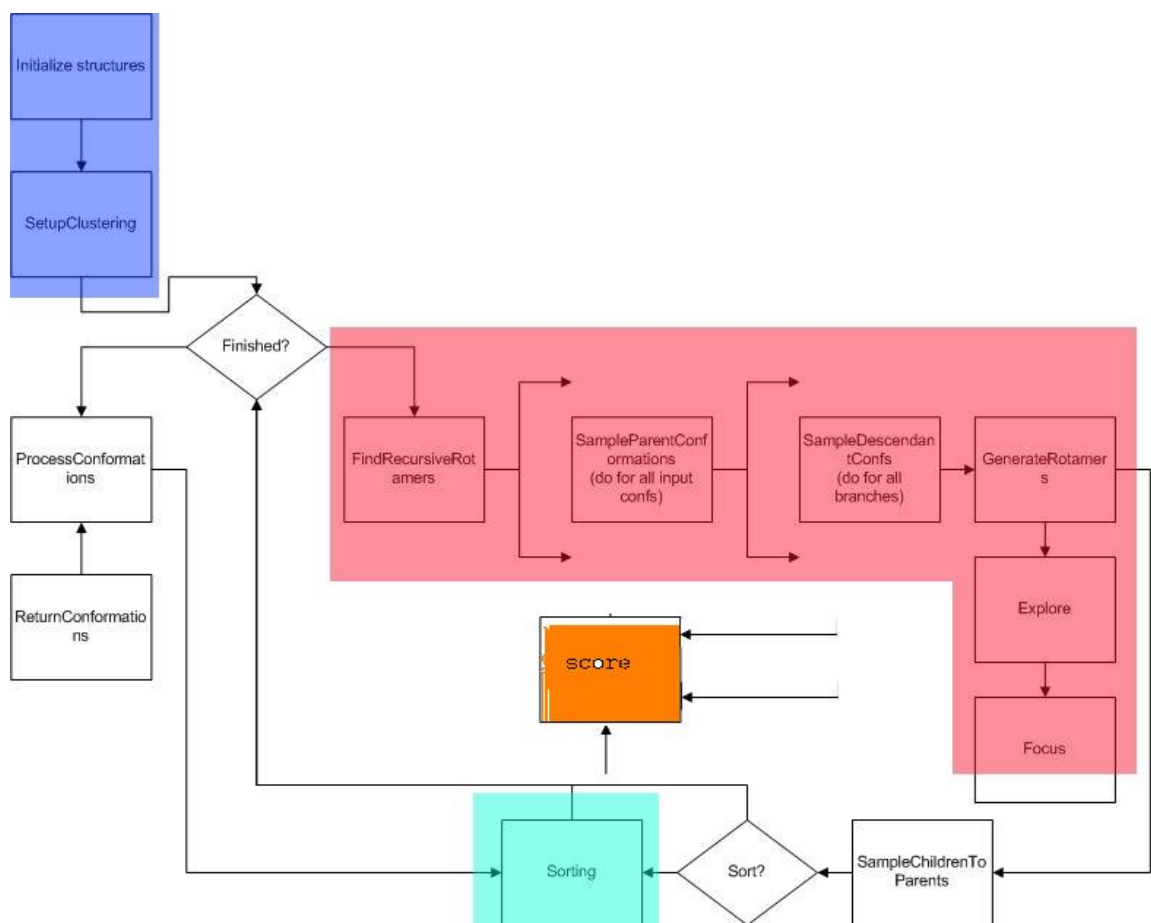 Initialize structures
SetupClustering
Finished?
ProcessConformat
ions
FindRecursiveRot
amers
SampleParentConf
ormations
(do for all input
confs)
SampleDescendan
tConfs
(do for all
branches)
GenerateRotamer
s
ReturnConformatio
ns
Explore
score
Focus
Sorting
Sort?
SampleChildrenTo
Parents